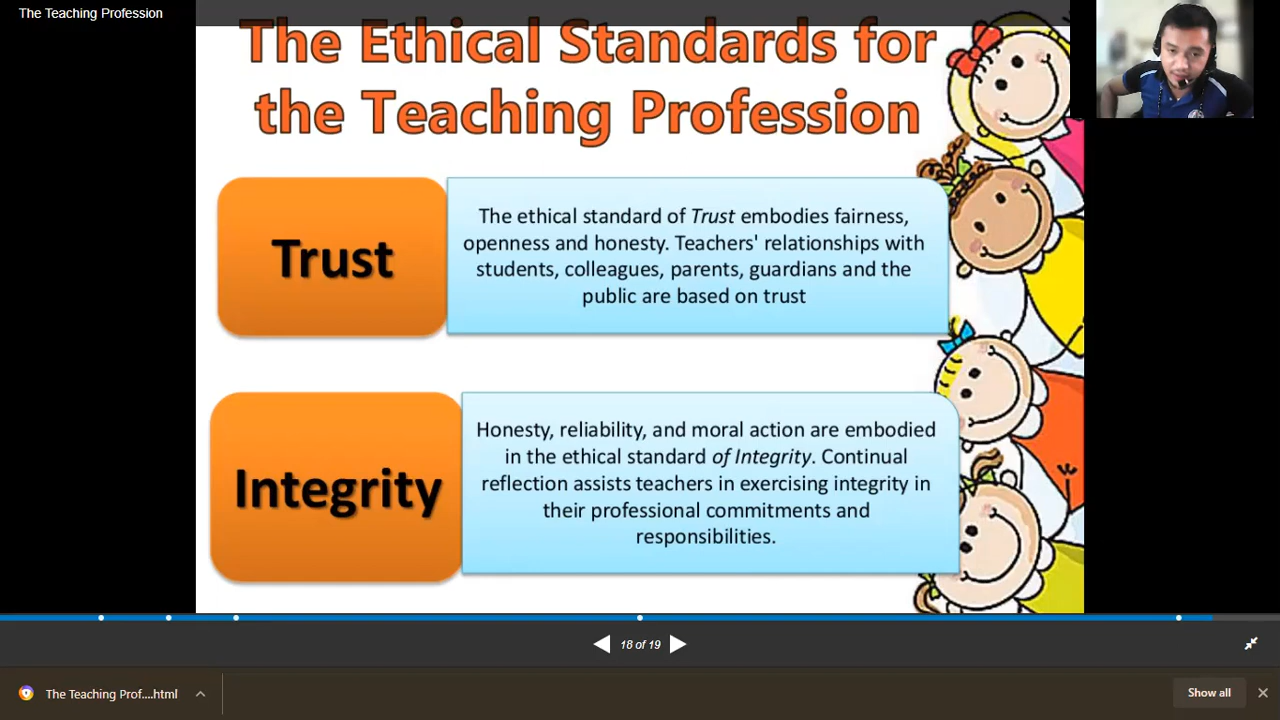 The Teaching Profession
The Ethical Standards for
the Teaching Profession
Trust
The ethical standard of Trust embodies fairness,
openness and honesty. Teachers' relationships with
students, colleagues, parents, guardians and the
public are based on trust
Integrity
Honesty, reliability, and moral action are embodied
in the ethical standard of Integrity. Continual
reflection assists teachers in exercising integrity in
their professional commitments and
responsibilities.
18 of 19
The Teaching Prof....html
Show all